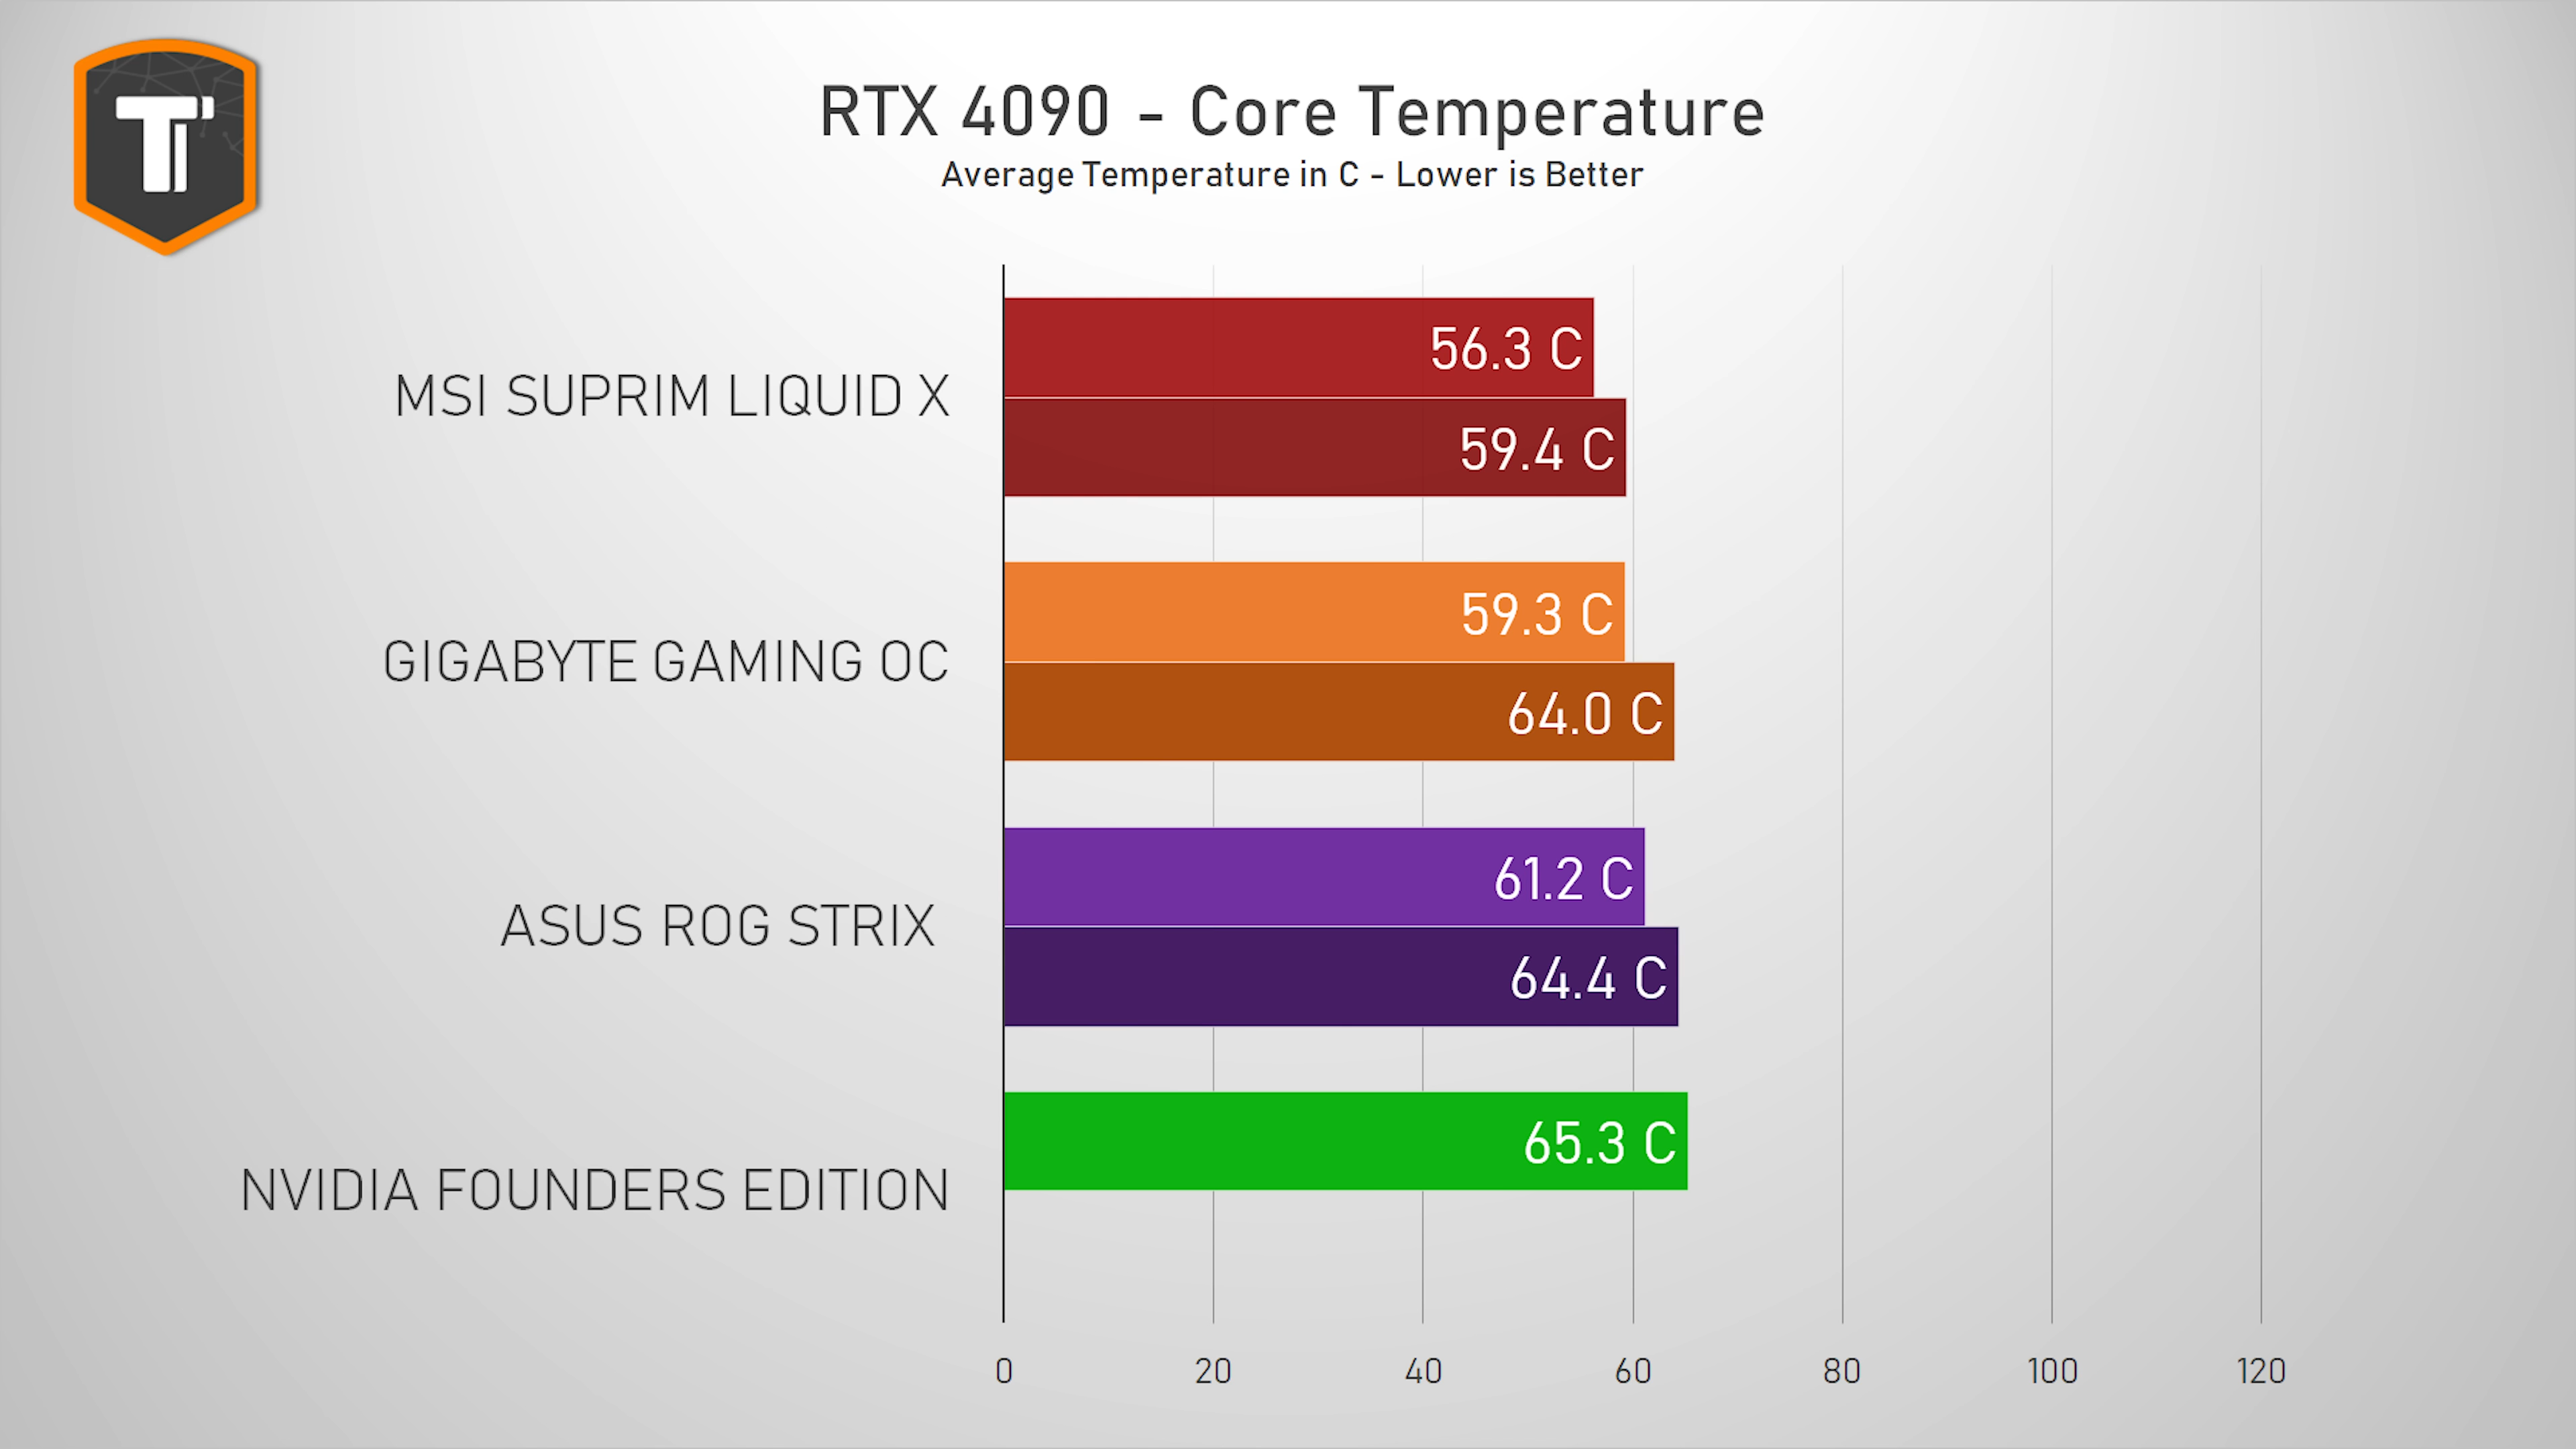 RTX 4090 - Core Temperature
Average Temperature in C - Lower is Better
MSI SUPRIM LIQUID X
56.3 C
59.4 C
GIGABYTE GAMING OC
59.3 C
64.0 C
ASUS ROG STRIX
61.2 C
64.4 C
NVIDIA FOUNDERS EDITION
65.3 C
0 20 40 60 80 100 120